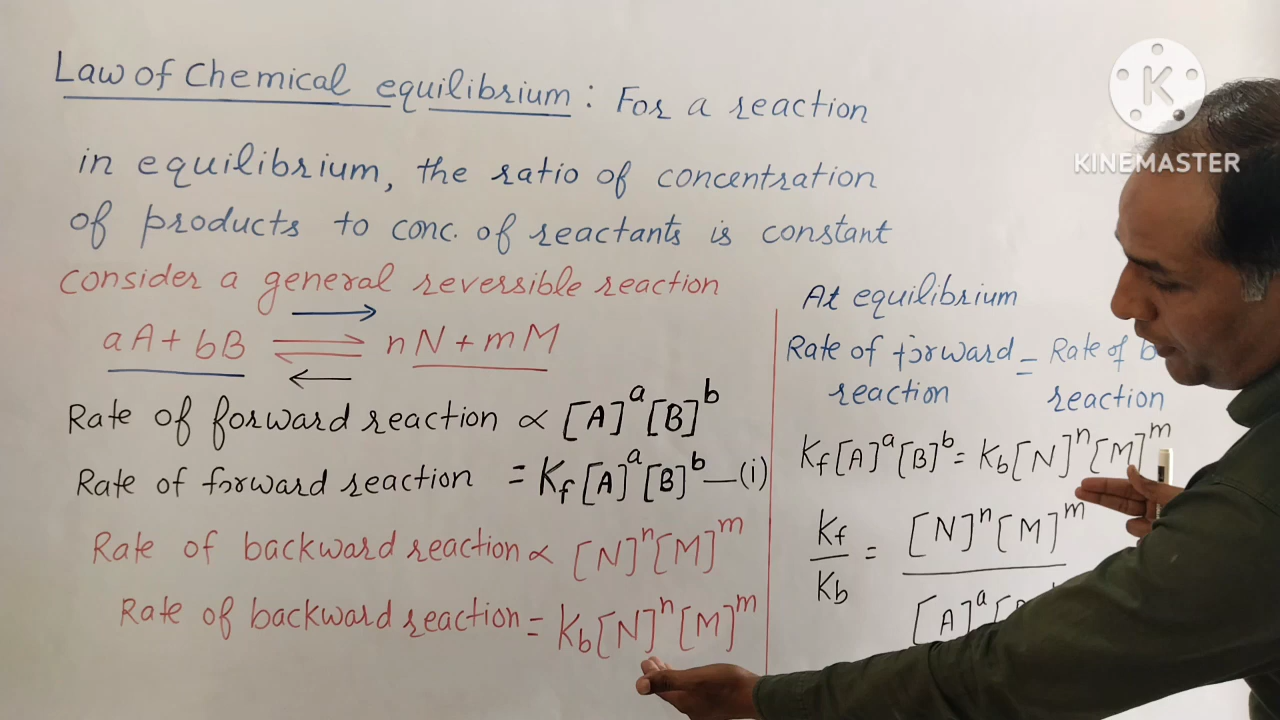 Law of Chemical equilibrium : For a reaction
in equilibrium, the ratio of concentration
of products to conc. of reactants is constant
consider a general reversible reaction
aA + bB ⇌ nN + mM
Rate of forward reaction ∝ [A]^a [B]^b
Rate of forward reaction = K_f [A]^a [B]^b — (i)
Rate of backward reaction ∝ [N]^n [M]^m
Rate of backward reaction = K_b [N]^n [M]^m
At equilibrium
Rate of forward = Rate of
reaction reaction
K_f [A]^a [B]^b = K_b [N]^n [M]^m
K_f / K_b = [N]^n [M]^m / [A]^a
K
KINEMASTER